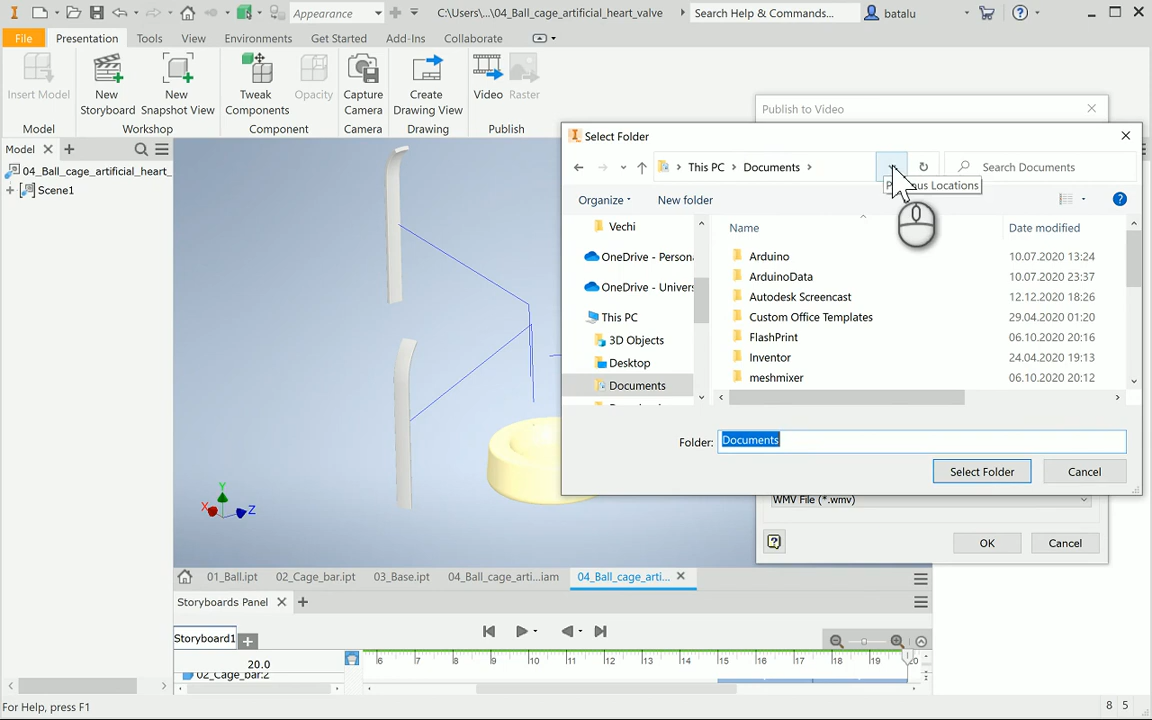 Appearance
C:\Users\...\04_Ball_cage_artificial_heart_valve
Search Help & Commands...
batalu
File
Presentation
Tools
View
Environments
Get Started
Add-Ins
Collaborate
Insert Model
New
Storyboard
New
Snapshot View
Tweak
Components
Opacity
Capture
Camera
Create
Drawing View
Video
Raster
Model
Workshop
Component
Camera
Drawing
Publish
Model
04_Ball_cage_artificial_heart_
Scene1
Publish to Video
Select Folder
This PC
Documents
Search Documents
Locations
Organize
New folder
Name
Date modified
Vechi
OneDrive - Person
OneDrive - Univers
This PC
3D Objects
Desktop
Documents
Arduino 10.07.2020 13:24
ArduinoData 10.07.2020 23:37
Autodesk Screencast 12.12.2020 18:26
Custom Office Templates 29.04.2020 01:20
FlashPrint 06.10.2020 20:16
Inventor 24.04.2020 19:13
meshmixer 06.10.2020 20:12
Folder: Documents
Select Folder
Cancel
WMV File (*.wmv)
OK
Cancel
Y
X
Z
01_Ball.ipt
02_Cage_bar.ipt
03_Base.ipt
04_Ball_cage_arti...iam
04_Ball_cage_arti...
Storyboards Panel
Storyboard1
20.0
6 7 8 9 10 11 12 13 14 15 16 17 18 19 20
02_Cage_bar:2
For Help, press F1
8 5